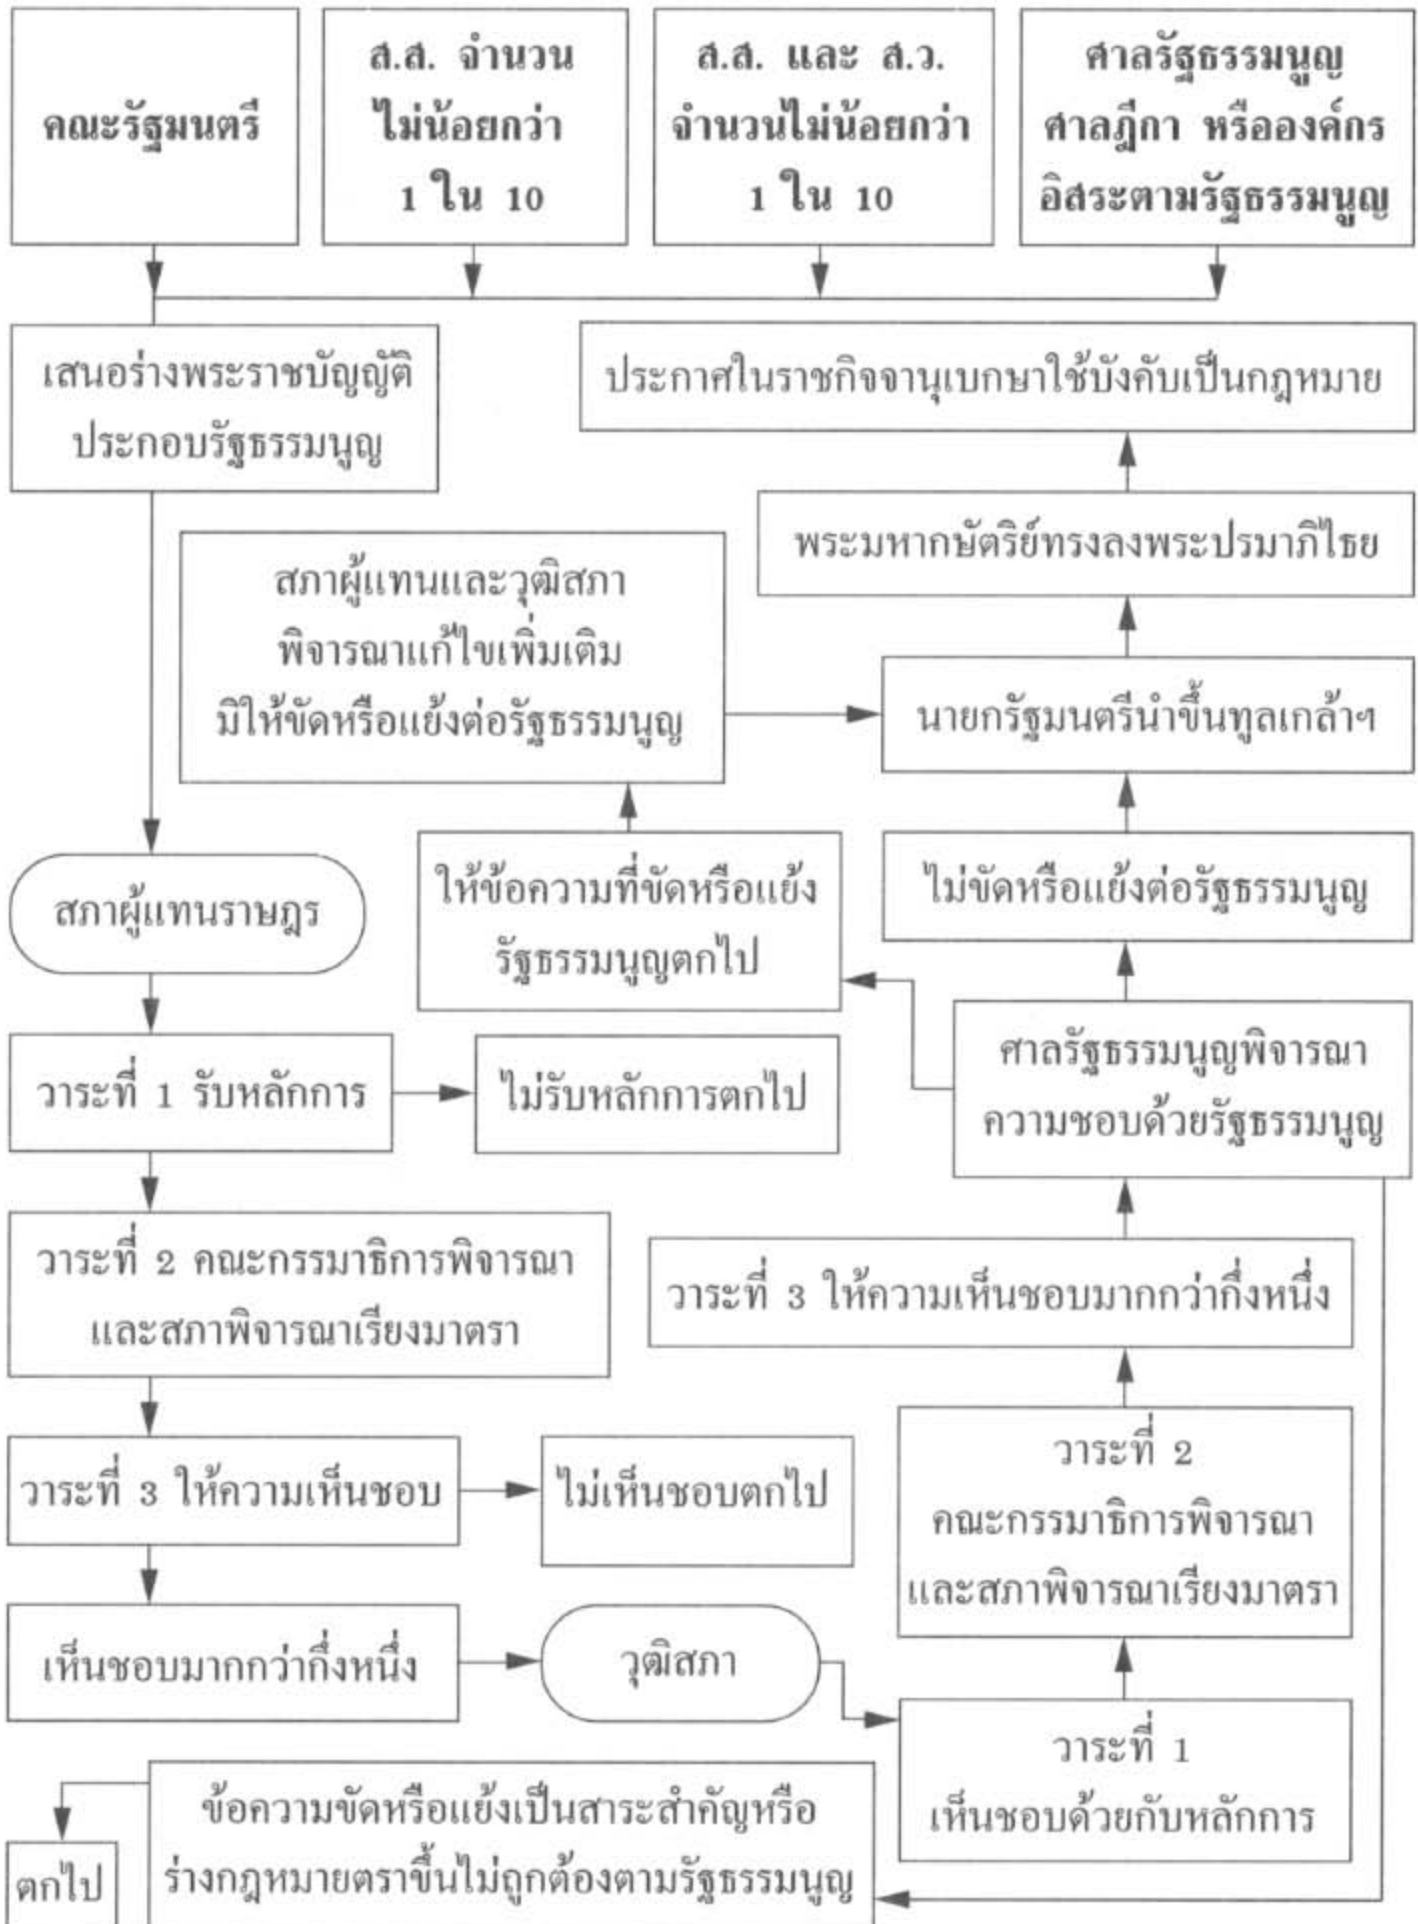 คณะรัฐมนตรี
ส.ส. จำนวน
ไม่น้อยกว่า
1 ใน 10
ส.ส. และ ส.ว.
จำนวนไม่น้อยกว่า
1 ใน 10
ศาลรัฐธรรมนูญ
ศาลฎีกา หรือองค์กร
อิสระตามรัฐธรรมนูญ
เสนอร่างพระราชบัญญัติ
ประกอบรัฐธรรมนูญ
ประกาศในราชกิจจานุเบกษาใช้บังคับเป็นกฎหมาย
พระมหากษัตริย์ทรงลงพระปรมาภิไธย
สภาผู้แทนและวุฒิสภา
พิจารณาแก้ไขเพิ่มเติม
มิให้ขัดหรือแย้งต่อรัฐธรรมนูญ
นายกรัฐมนตรีนำขึ้นทูลเกล้าฯ
ให้ข้อความที่ขัดหรือแย้ง
รัฐธรรมนูญตกไป
ไม่ขัดหรือแย้งต่อรัฐธรรมนูญ
สภาผู้แทนราษฎร
ศาลรัฐธรรมนูญพิจารณา
ความชอบด้วยรัฐธรรมนูญ
วาระที่ 1 รับหลักการ
ไม่รับหลักการตกไป
วาระที่ 2 คณะกรรมาธิการพิจารณา
และสภาพิจารณาเรียงมาตรา
วาระที่ 3 ให้ความเห็นชอบมากกว่ากึ่งหนึ่ง
วาระที่ 3 ให้ความเห็นชอบ
ไม่เห็นชอบตกไป
วาระที่ 2
คณะกรรมาธิการพิจารณา
และสภาพิจารณาเรียงมาตรา
เห็นชอบมากกว่ากึ่งหนึ่ง
วุฒิสภา
วาระที่ 1
เห็นชอบด้วยกับหลักการ
ข้อความขัดหรือแย้งเป็นสาระสำคัญหรือ
ร่างกฎหมายตราขึ้นไม่ถูกต้องตามรัฐธรรมนูญ
ตกไป